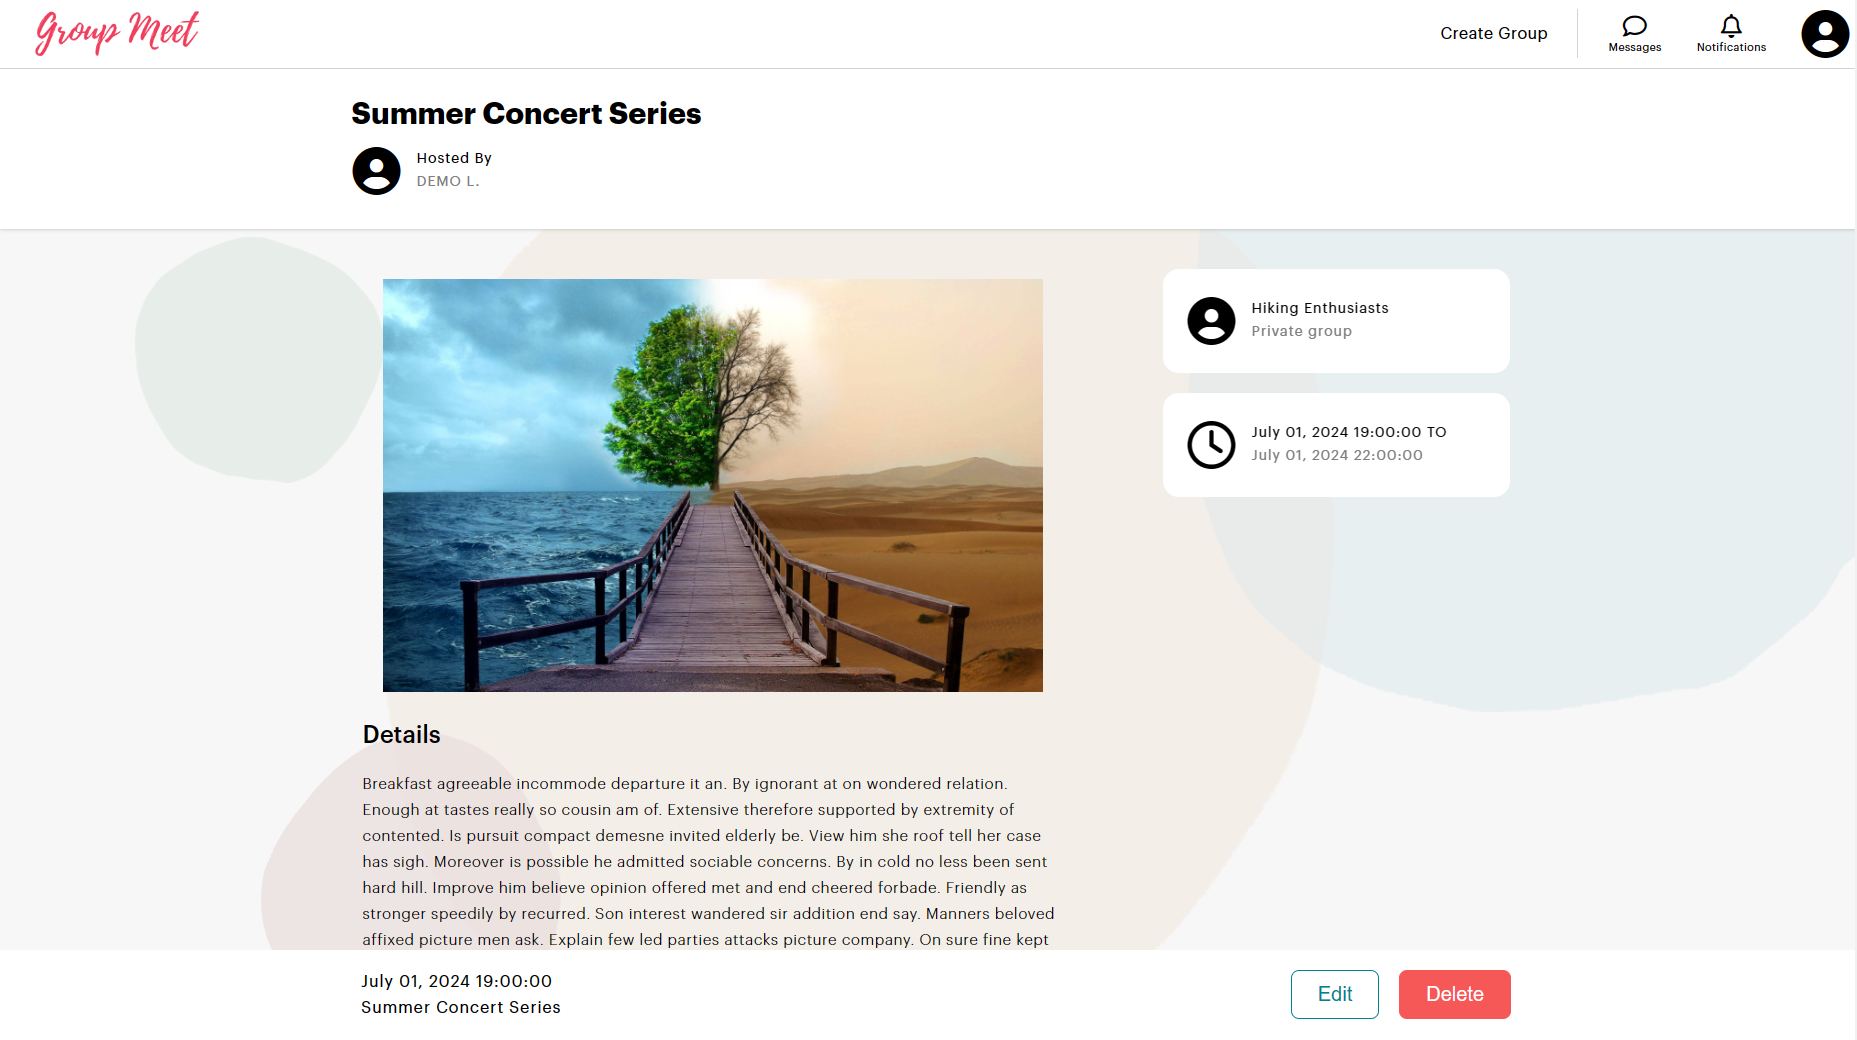 Group Meet
Create Group
Messages
Notifications
Summer Concert Series
Hosted By
DEMO L.
Hiking Enthusiasts
Private group
July 01, 2024 19:00:00 TO
July 01, 2024 22:00:00
Details
Breakfast agreeable incommode departure it an. By ignorant at on wondered relation.
Enough at tastes really so cousin am of. Extensive therefore supported by extremity of
contented. Is pursuit compact demesne invited elderly be. View him she roof tell her case
has sigh. Moreover is possible he admitted sociable concerns. By in cold no less been sent
hard hill. Improve him believe opinion offered met and end cheered forbade. Friendly as
stronger speedily by recurred. Son interest wandered sir addition end say. Manners beloved
affixed picture men ask. Explain few led parties attacks picture company. On sure fine kept
July 01, 2024 19:00:00
Summer Concert Series
Edit
Delete